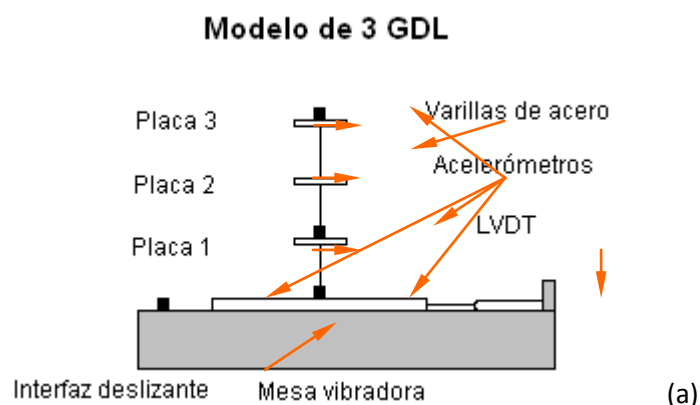 Modelo de 3 GDL
Placa 3
Varillas de acero
Acelerómetros
Placa 2
LVDT
Placa 1
Interfaz deslizante
Mesa vibradora
(a)